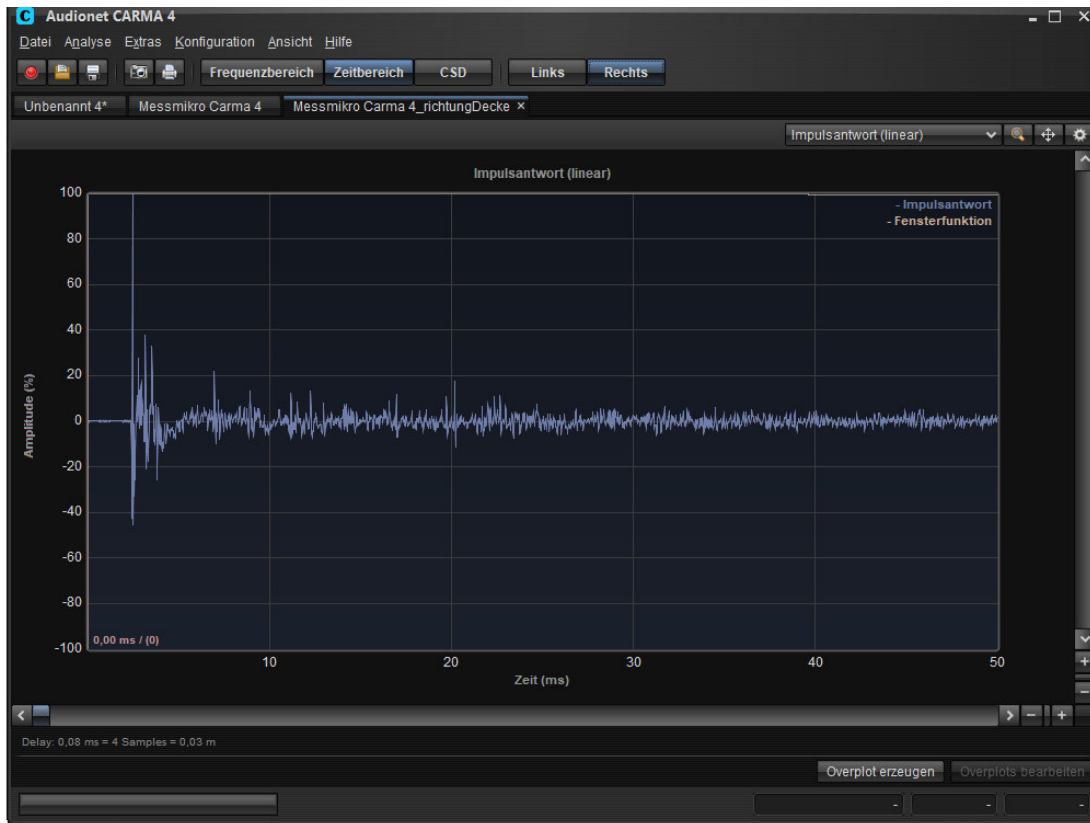 Audionet CARMA 4
Datei Analyse Extras Konfiguration Ansicht Hilfe
Frequenzbereich Zeitbereich CSD Links Rechts
Unbenannt 4* Messmikro Carma 4 Messmikro Carma 4_richtungDecke ×
Impulsantwort (linear)
Impulsantwort (linear)
- Impulsantwort
- Fensterfunktion
Amplitude (%)
100
80
60
40
20
0
-20
-40
-60
-80
-100
0,00 ms / (0)
10 20 30 40 50
Zeit (ms)
Delay: 0,08 ms = 4 Samples = 0,03 m
Overplot erzeugen Overplots bearbeiten
- - -